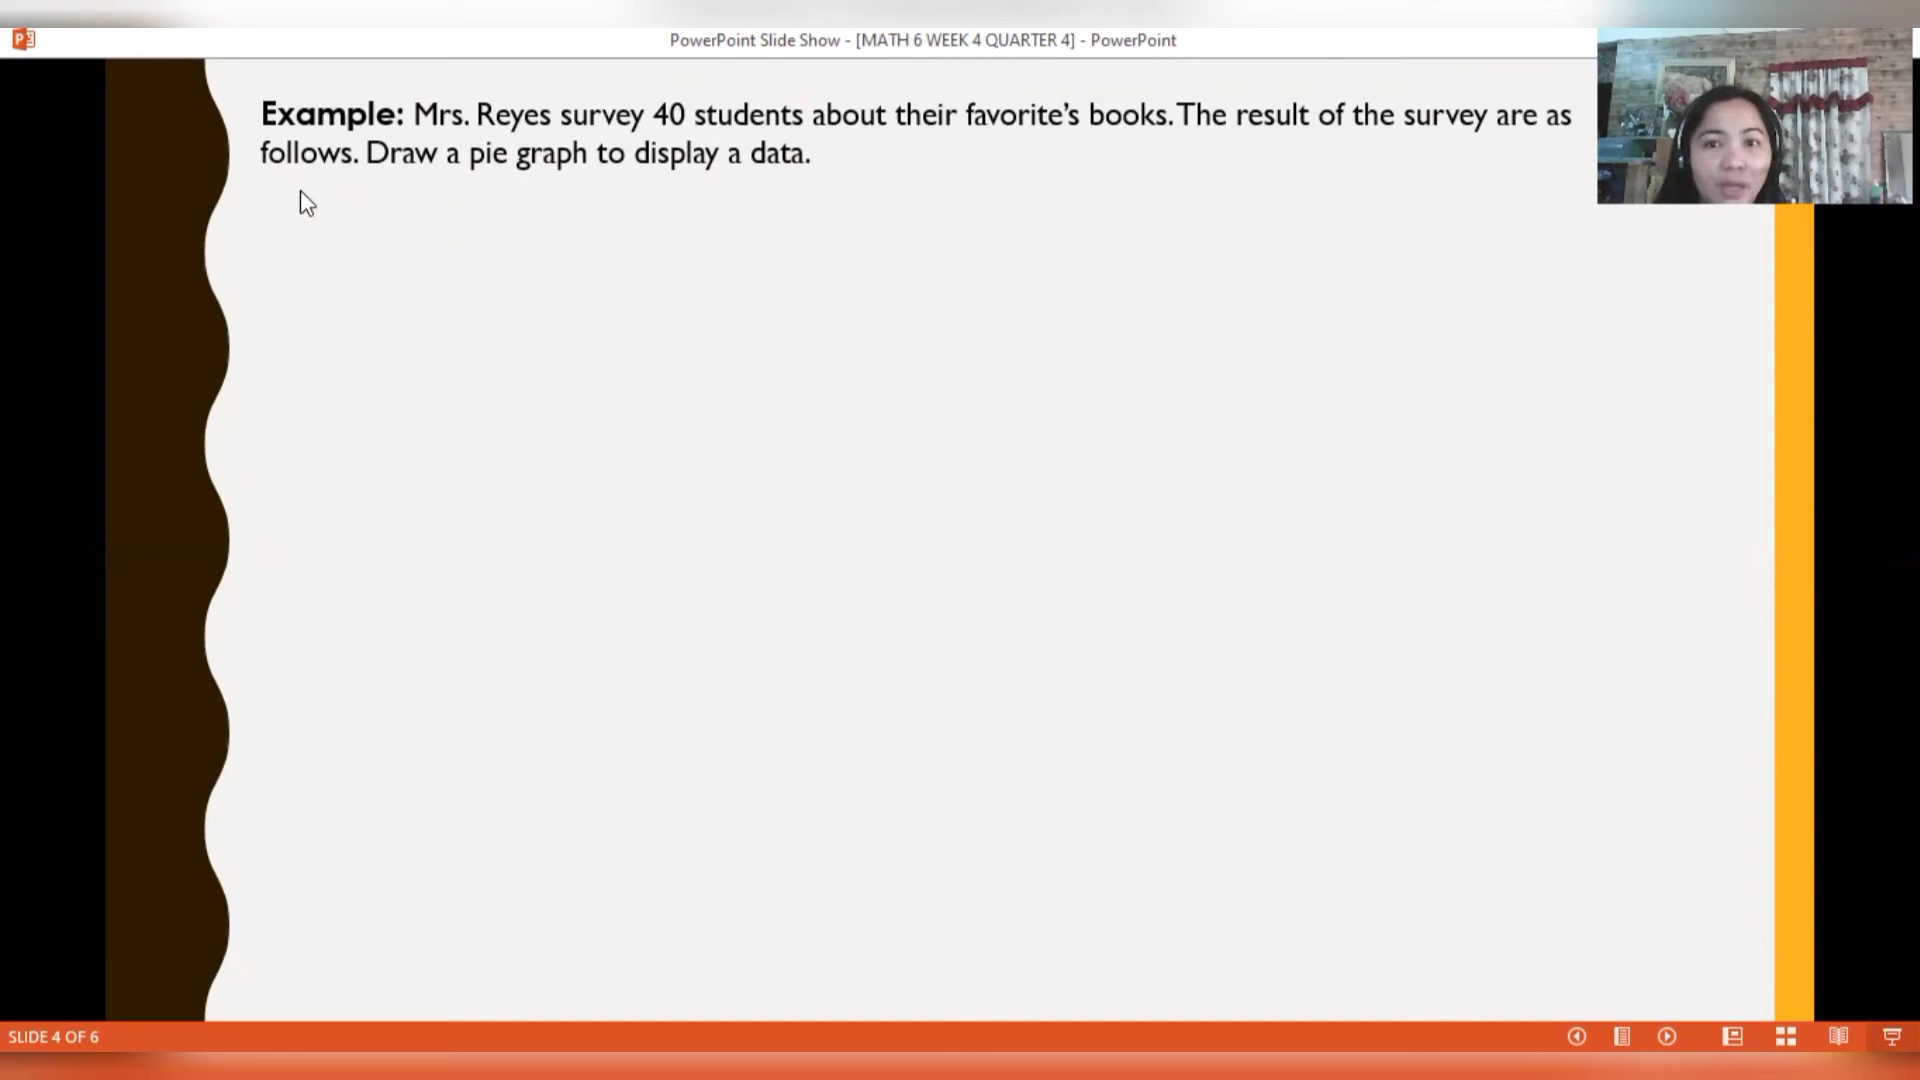 PowerPoint Slide Show - [MATH 6 WEEK 4 QUARTER 4] - PowerPoint
Example: Mrs. Reyes survey 40 students about their favorite’s books. The result of the survey are as
follows. Draw a pie graph to display a data.
SLIDE 4 OF 6